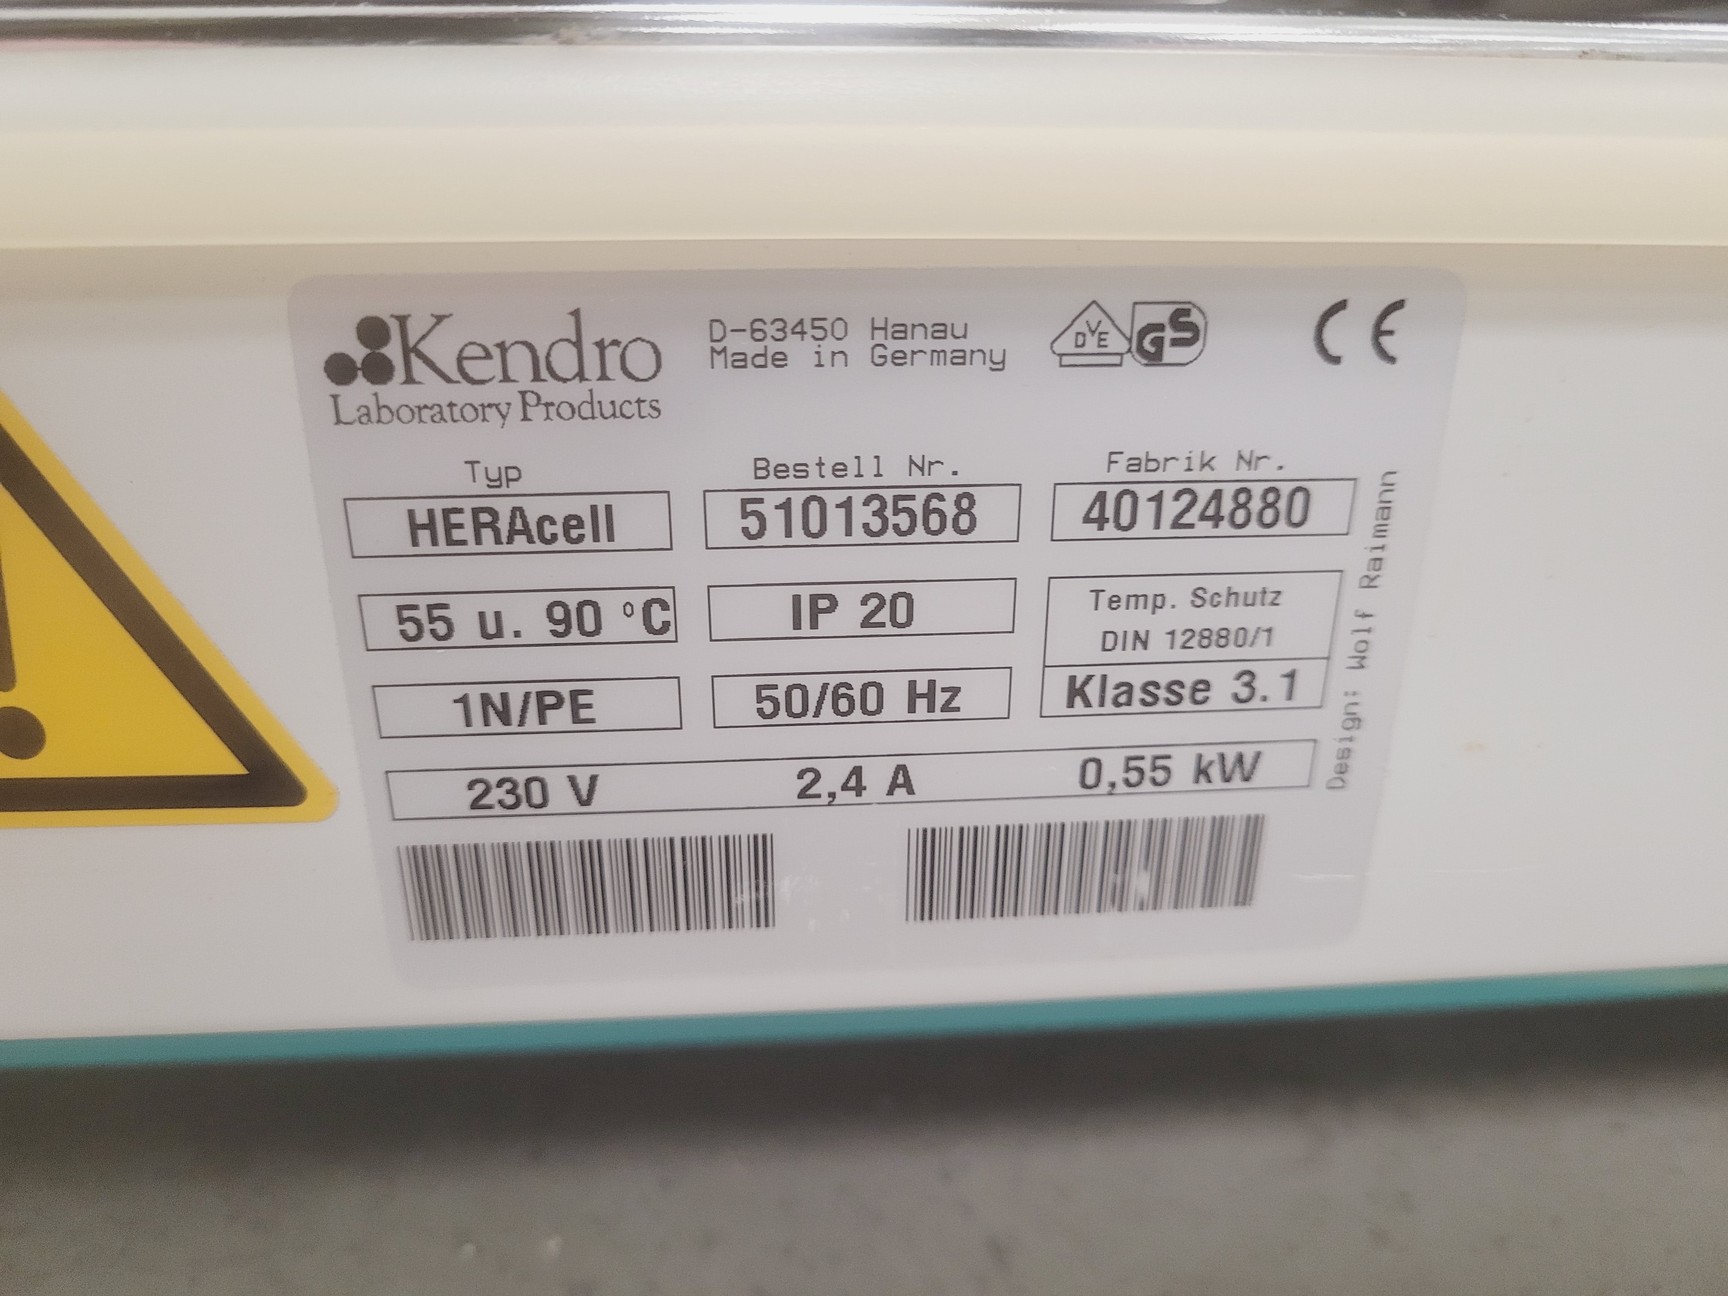 Kendro
Laboratory Products
D-63450 Hanau
Made in Germany
DVE
GS
CE
Typ
Bestell Nr.
Fabrik Nr.
HERAcell
51013568
40124880
55 u. 90 °C
IP 20
Temp. Schutz
DIN 12880/1
1N/PE
50/60 Hz
Klasse 3.1
230 V 2,4 A 0,55 kW
Design: Wolf Raimann